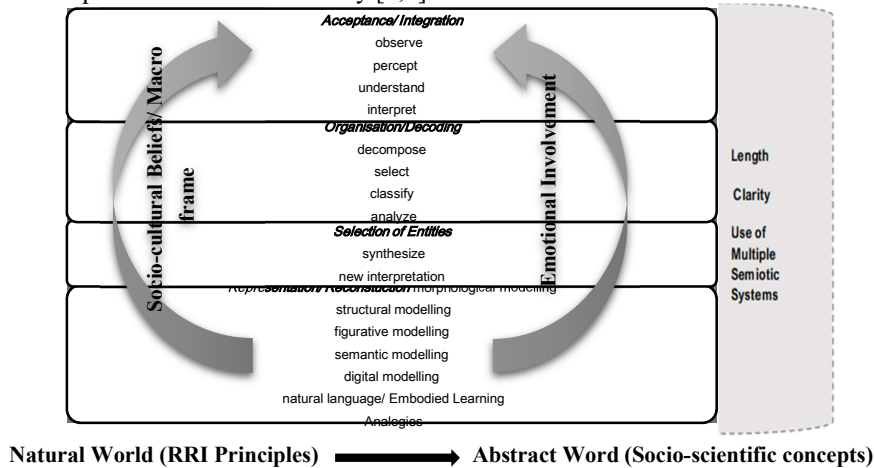 Acceptance/ Integration
observe
percept
understand
interpret
Organisation/Decoding
decompose
select
classify
analyze
Selection of Entities
synthesize
new interpretation
Representation/ Reconstuction morphological modelling
structural modelling
figurative modelling
semantic modelling
digital modelling
natural language/ Embodied Learning
Analogies
Socio-cultural Beliefs/ Macro
frame
Emotional Involvement
Length
Clarity
Use of
Multiple
Semiotic
Systems
Natural World (RRI Principles) Abstract Word (Socio-scientific concepts)